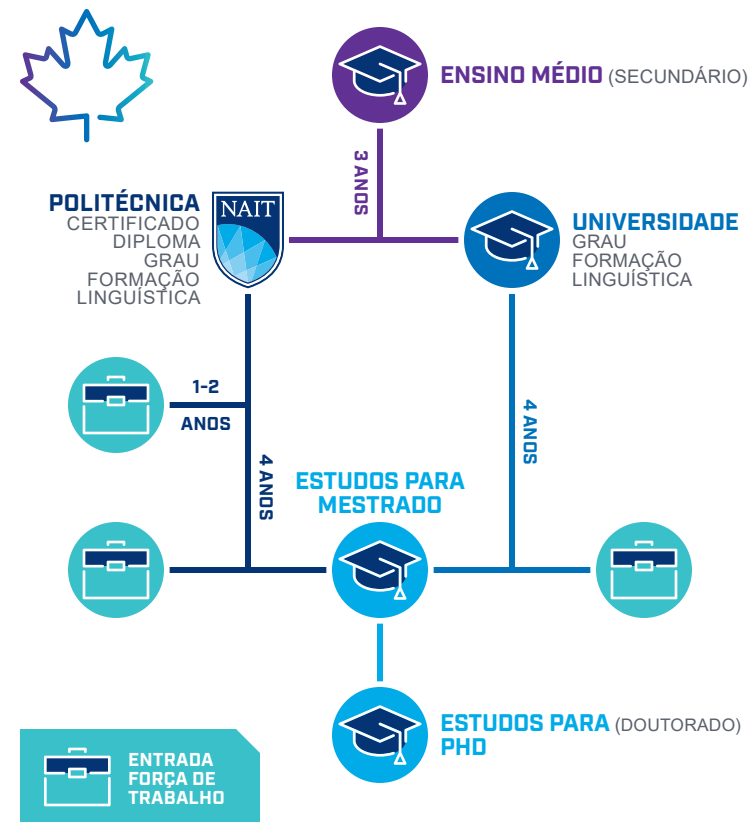 ENSINO MÉDIO (SECUNDÁRIO)
3 ANOS
POLITÉCNICA
CERTIFICADO
DIPLOMA
GRAU
FORMAÇÃO
LINGUÍSTICA
NAIT
UNIVERSIDADE
GRAU
FORMAÇÃO
LINGUÍSTICA
1-2
ANOS
4 ANOS
4 ANOS
ESTUDOS PARA
MESTRADO
ESTUDOS PARA (DOUTORADO)
PHD
ENTRADA
FORÇA DE
TRABALHO